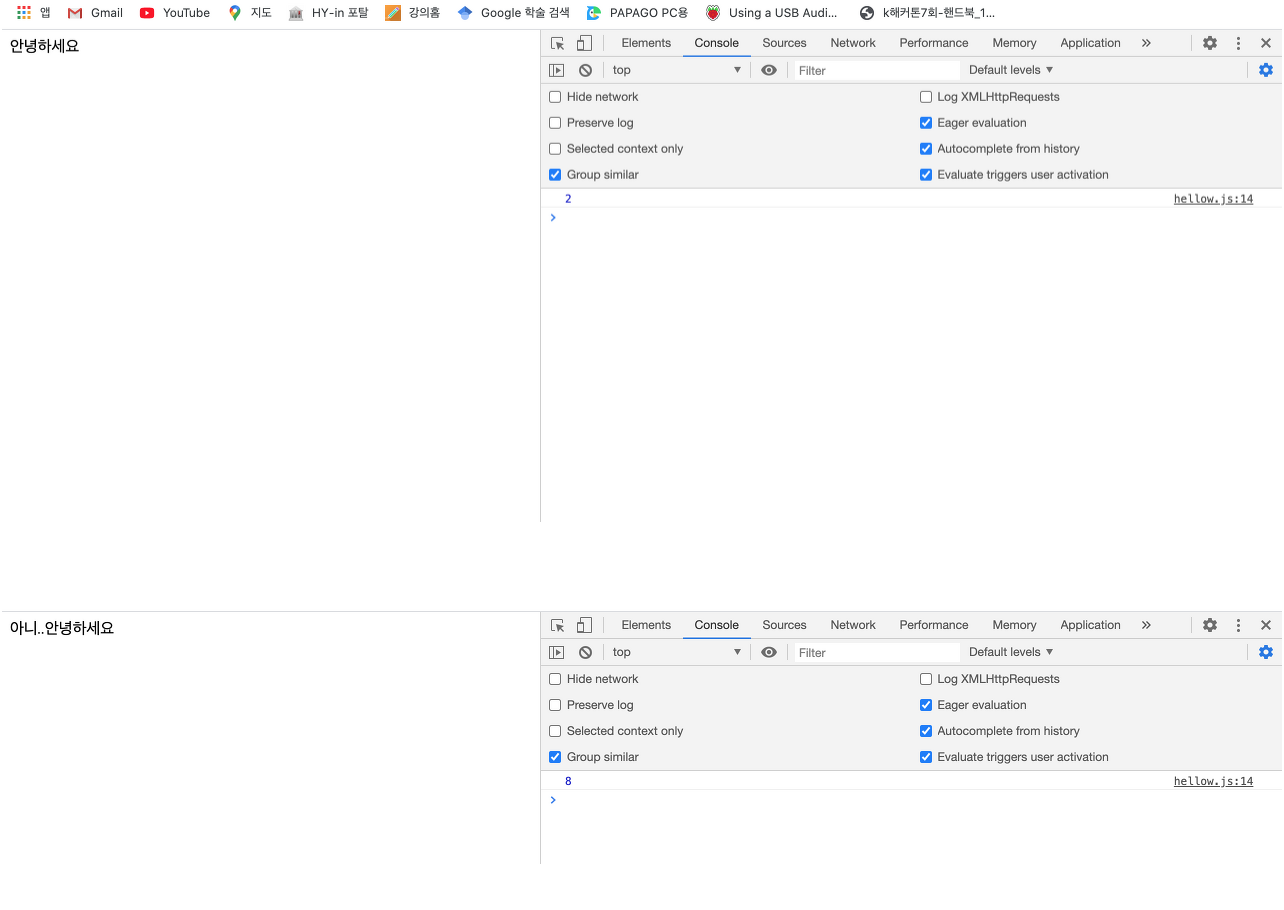 앱 Gmail YouTube 지도 HY-in 포탈 강의홈 Google 학술 검색 PAPAGO PC용 Using a USB Audi... k해커톤7회-핸드북_1...
안녕하세요
Elements Console Sources Network Performance Memory Application »
top ▼ Filter Default levels ▼
Hide network Log XMLHttpRequests
Preserve log Eager evaluation
Selected context only Autocomplete from history
Group similar Evaluate triggers user activation
2 hellow.js:14
>
아니..안녕하세요
Elements Console Sources Network Performance Memory Application »
top ▼ Filter Default levels ▼
Hide network Log XMLHttpRequests
Preserve log Eager evaluation
Selected context only Autocomplete from history
Group similar Evaluate triggers user activation
8 hellow.js:14
>